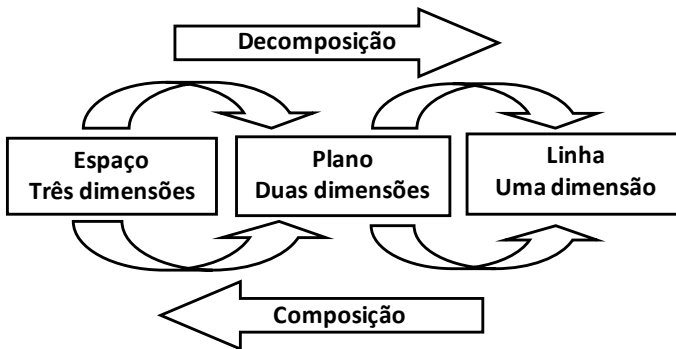 Decomposição
Espaço
Três dimensões
Plano
Duas dimensões
Linha
Uma dimensão
Composição